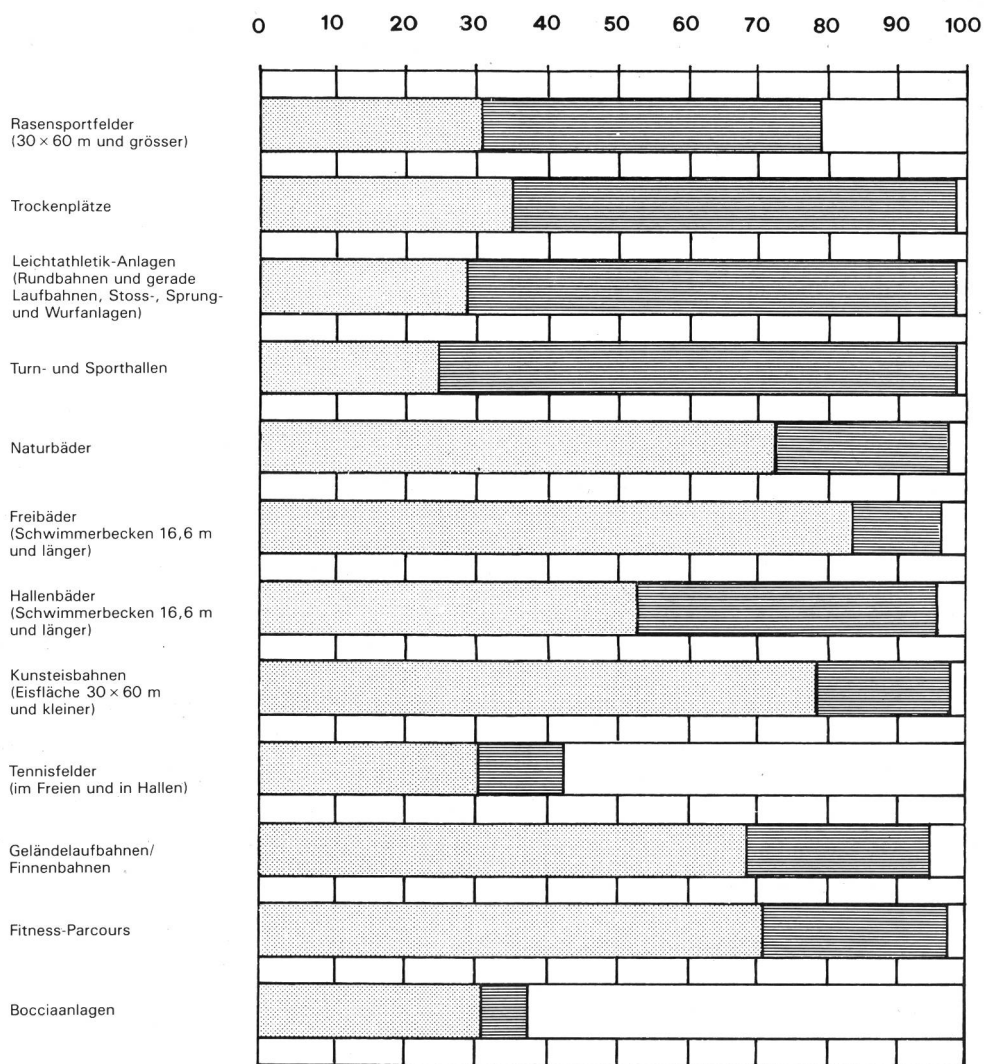 0 10 20 30 40 50 60 70 80 90 100
Rasensportfelder
(30 × 60 m und grösser)
Trockenplätze
Leichtathletik-Anlagen
(Rundbahnen und gerade
Laufbahnen, Stoss-, Sprung-
und Wurfanlagen)
Turn- und Sporthallen
Naturbäder
Freibäder
(Schwimmerbecken 16,6 m
und länger)
Hallenbäder
(Schwimmerbecken 16,6 m
und länger)
Kunsteisbahnen
(Eisfläche 30 × 60 m
und kleiner)
Tennisfelder
(im Freien und in Hallen)
Geländelaufbahnen/
Finnenbahnen
Fitness-Parcours
Bocciaanlagen